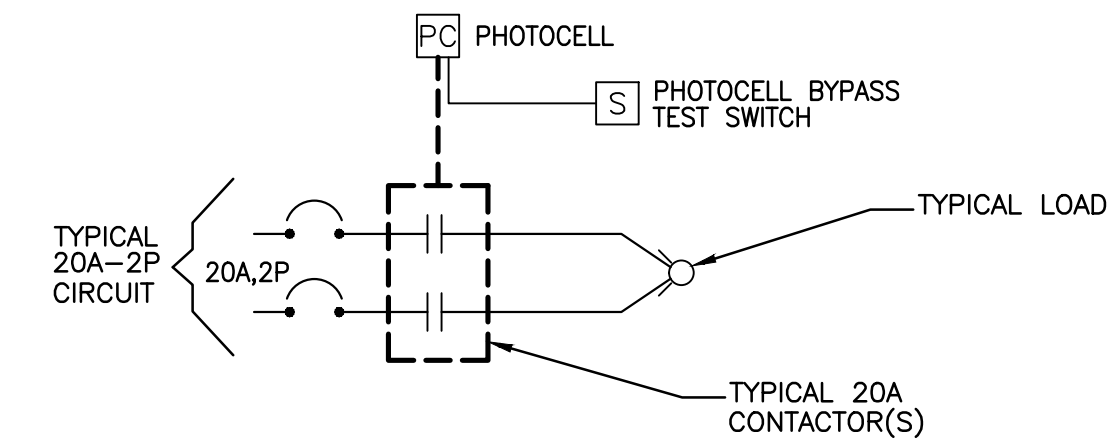 PC PHOTOCELL
S PHOTOCELL BYPASS
TEST SWITCH
TYPICAL LOAD
TYPICAL
20A-2P
CIRCUIT
20A,2P
TYPICAL 20A
CONTACTOR(S)